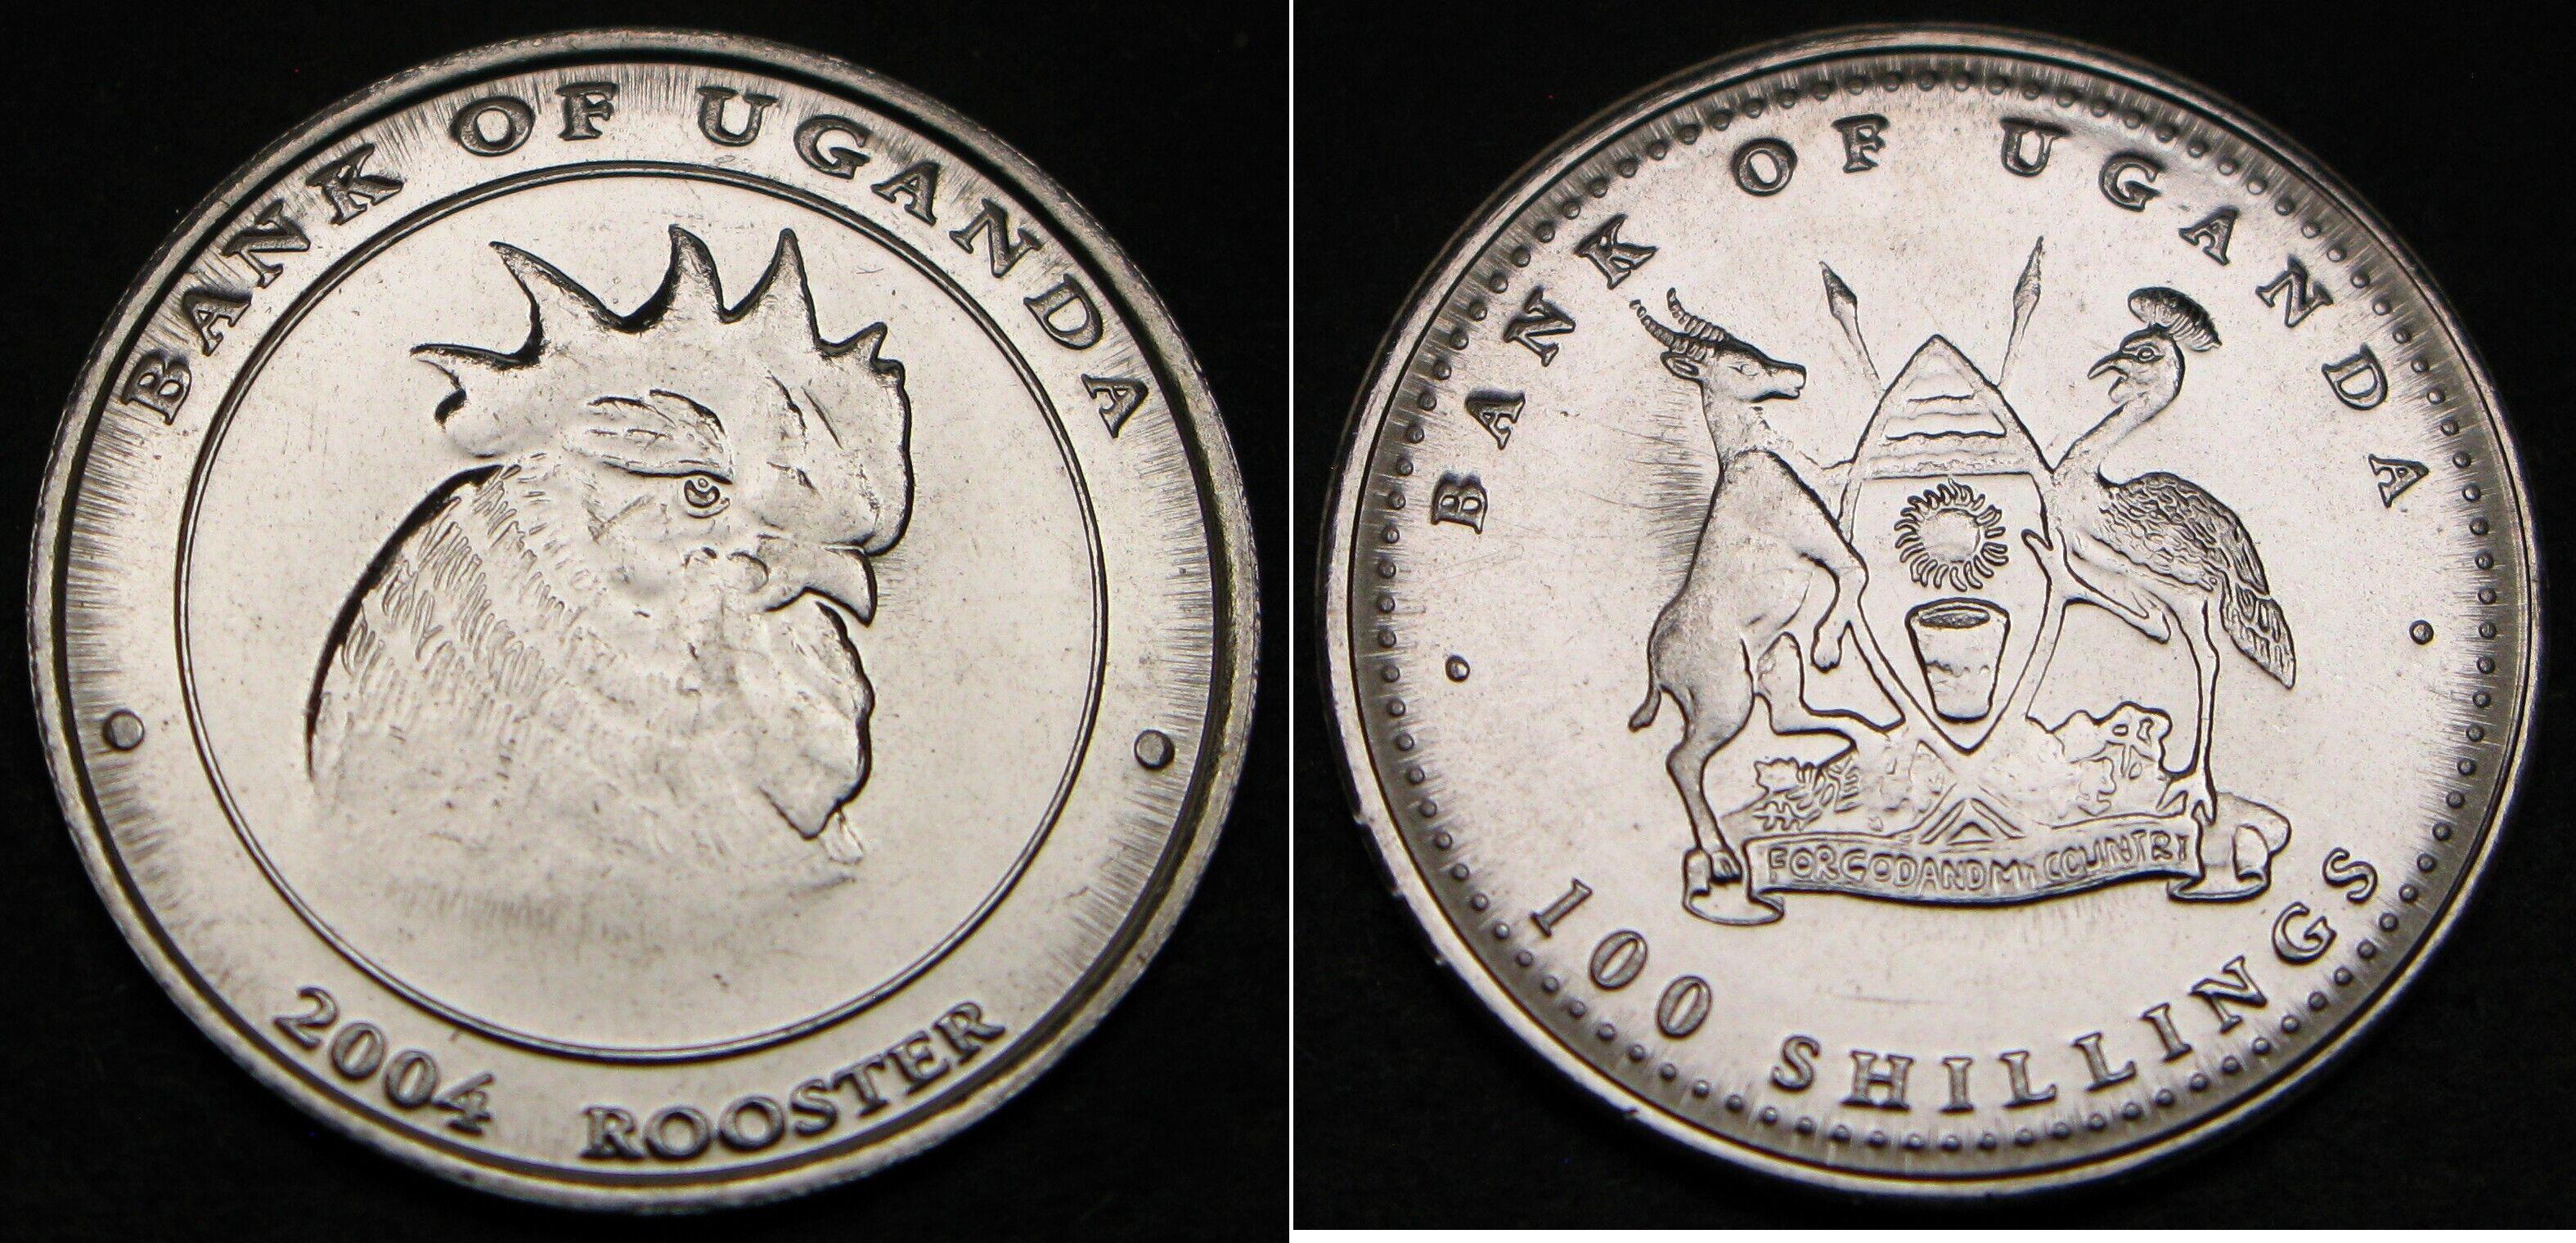 BANK OF UGANDA
2004 ROOSTER
BANK OF UGANDA
FOR GOD AND MY COUNTRY
100 SHILLINGS